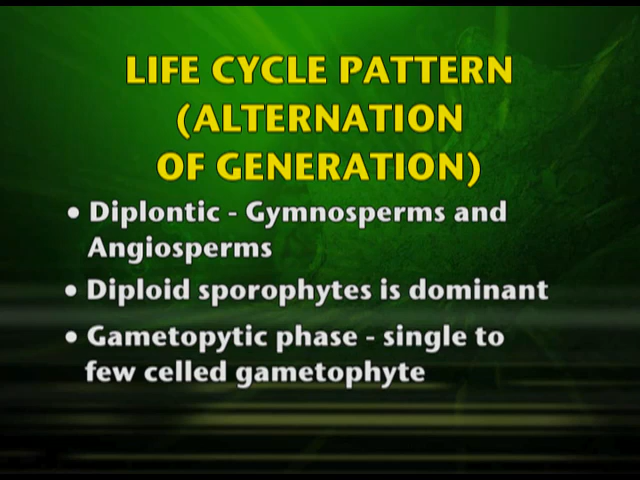 LIFE CYCLE PATTERN
(ALTERNATION
OF GENERATION)
• Diplontic - Gymnosperms and
Angiosperms
• Diploid sporophytes is dominant
• Gametopytic phase - single to
few celled gametophyte